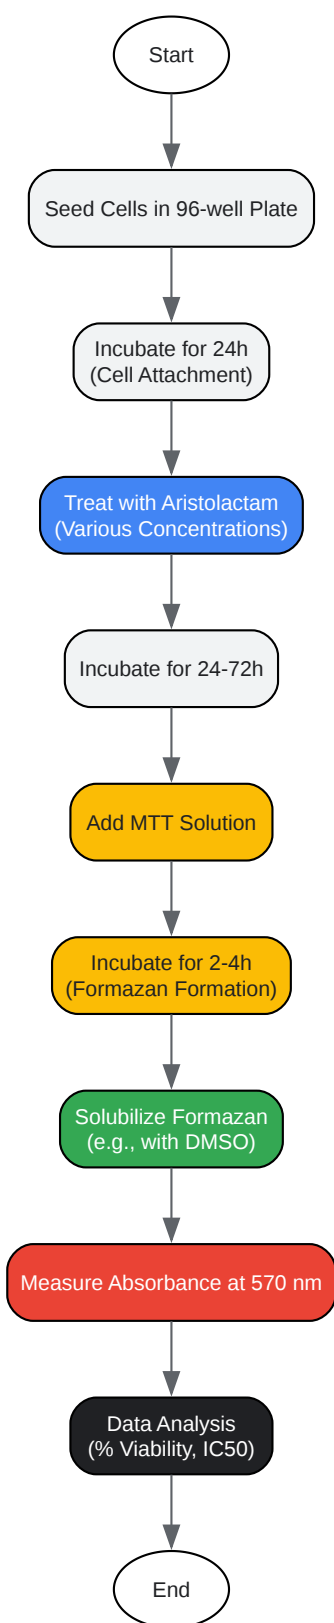 Start
Seed Cells in 96-well Plate
Incubate for 24h
(Cell Attachment)
Treat with Aristolactam
(Various Concentrations)
Incubate for 24-72h
Add MTT Solution
Incubate for 2-4h
(Formazan Formation)
Solubilize Formazan
(e.g., with DMSO)
Measure Absorbance at 570 nm
Data Analysis
(% Viability, IC50)
End